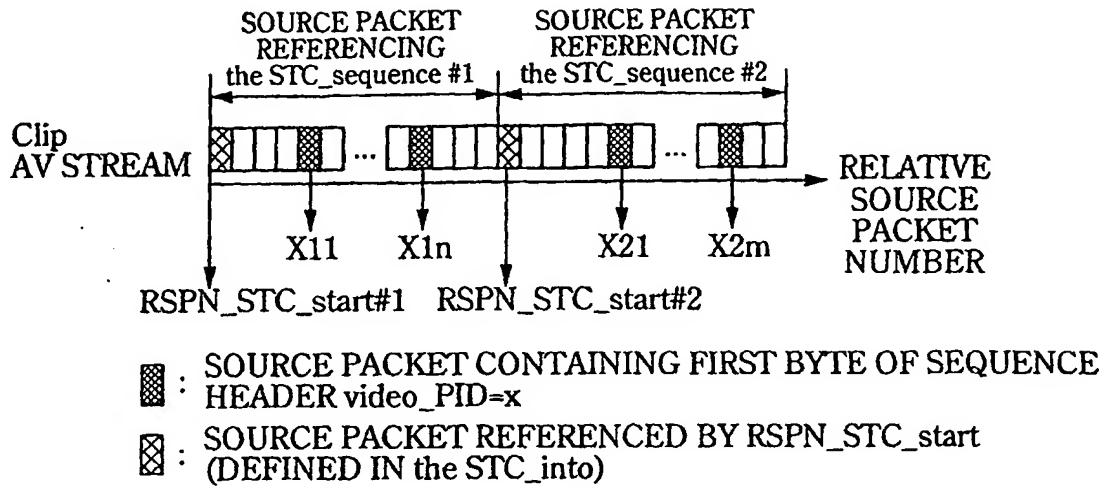 SOURCE PACKET
REFERENCING
the STC_sequence #1
SOURCE PACKET
REFERENCING
the STC_sequence #2
Clip
AV STREAM
...
...
RELATIVE
SOURCE
PACKET
NUMBER
X11
X1n
X21
X2m
RSPN_STC_start#1
RSPN_STC_start#2
: SOURCE PACKET CONTAINING FIRST BYTE OF SEQUENCE
HEADER video_PID=x
: SOURCE PACKET REFERENCED BY RSPN_STC_start
(DEFINED IN the STC_into)